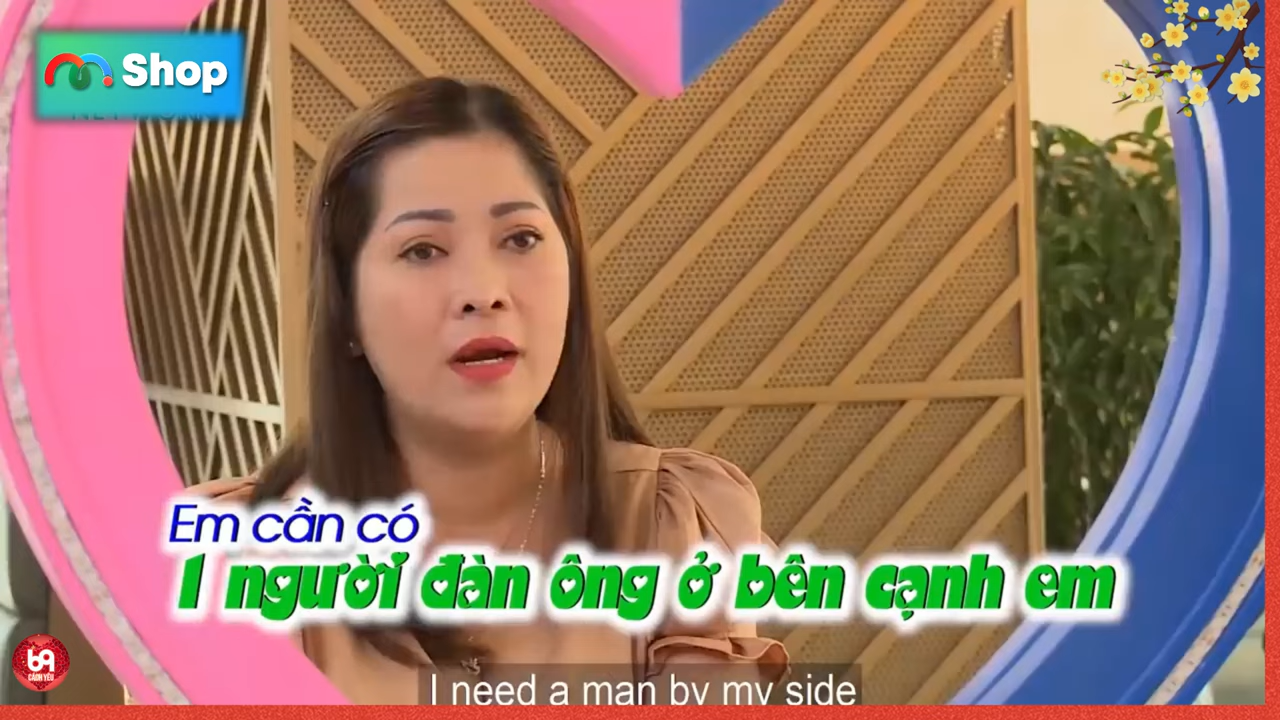 Shop
Em cần có
1 người đàn ông ở bên cạnh em
I need a man by my side